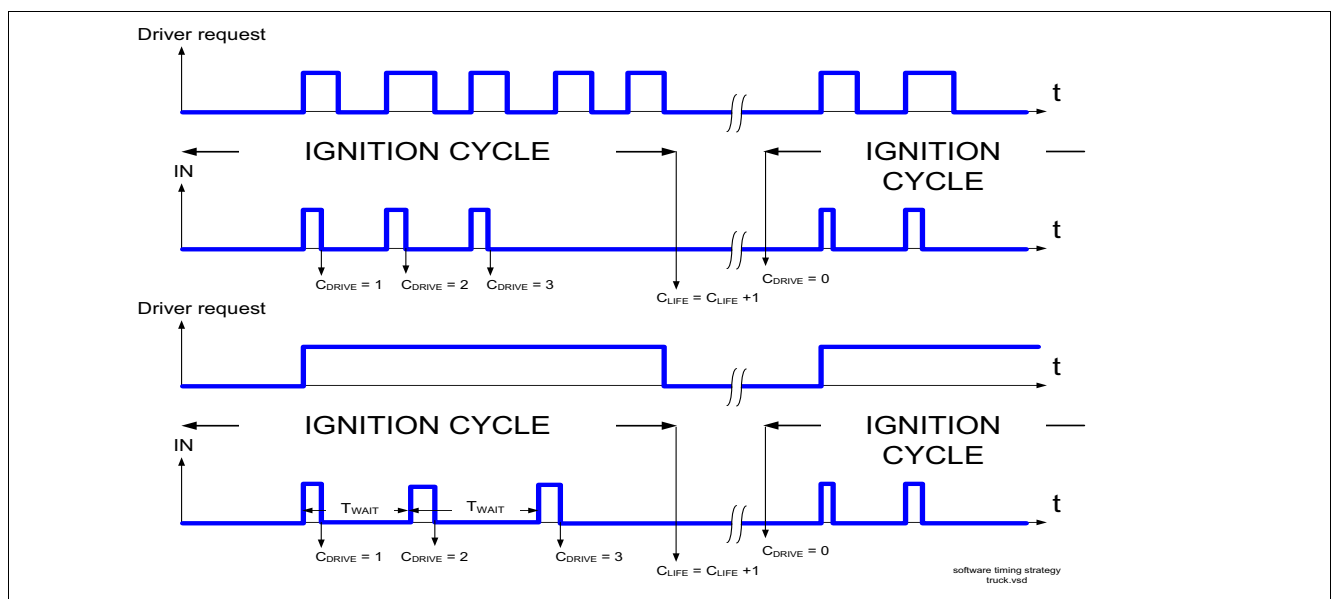 Driver request
t
IGNITION CYCLE
IGNITION
CYCLE
IN
t
CDRIVE = 1
CDRIVE = 2
CDRIVE = 3
CDRIVE = 0
CLIFE = CLIFE +1
Driver request
t
IGNITION CYCLE
IGNITION
CYCLE
IN
TWAIT
TWAIT
t
CDRIVE = 1
CDRIVE = 2
CDRIVE = 3
CDRIVE = 0
CLIFE = CLIFE +1
software timing strategy
truck.vsd